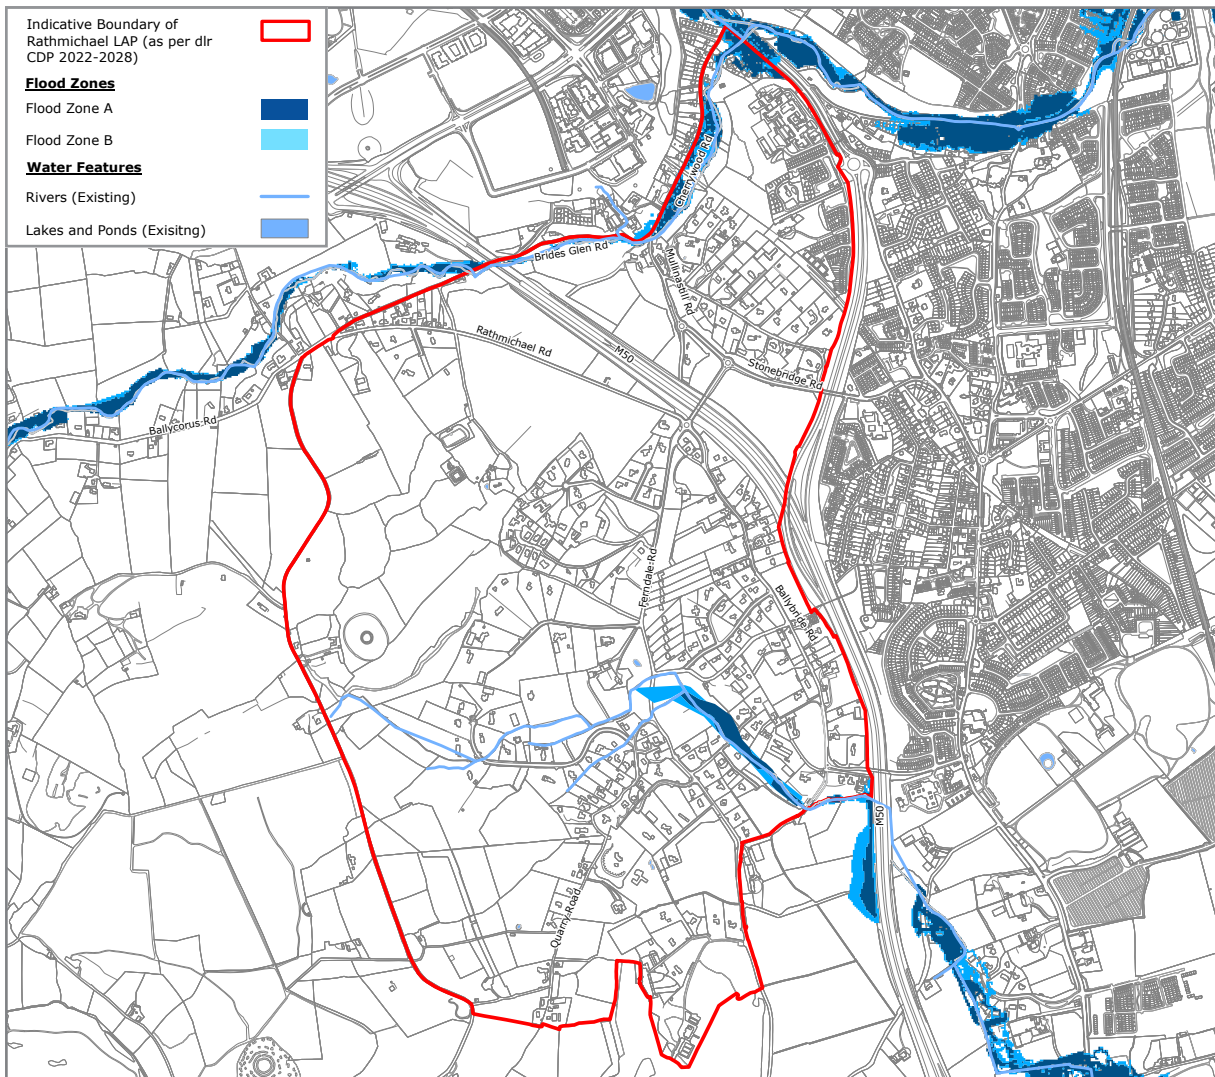 Indicative Boundary of
Rathmichael LAP (as per dlr
CDP 2022-2028)
Flood Zones
Flood Zone A
Flood Zone B
Water Features
Rivers (Existing)
Lakes and Ponds (Exisitng)
Cherrywood Rd
Brides Glen Rd
Mullinastill Rd
Rathmichael Rd
M50
Stonebridge Rd
Ballycorus Rd
Ferndale Rd
Ballybride Rd
M50
Quarry Road